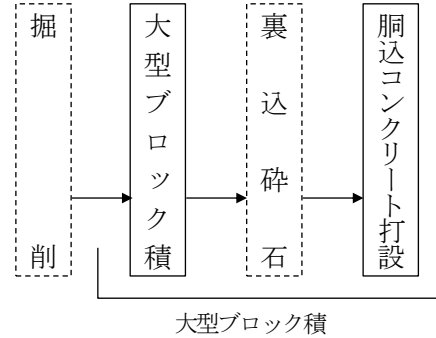 掘削
大型ブロック積
裏込砕石
胴込コンクリート打設
大型ブロック積